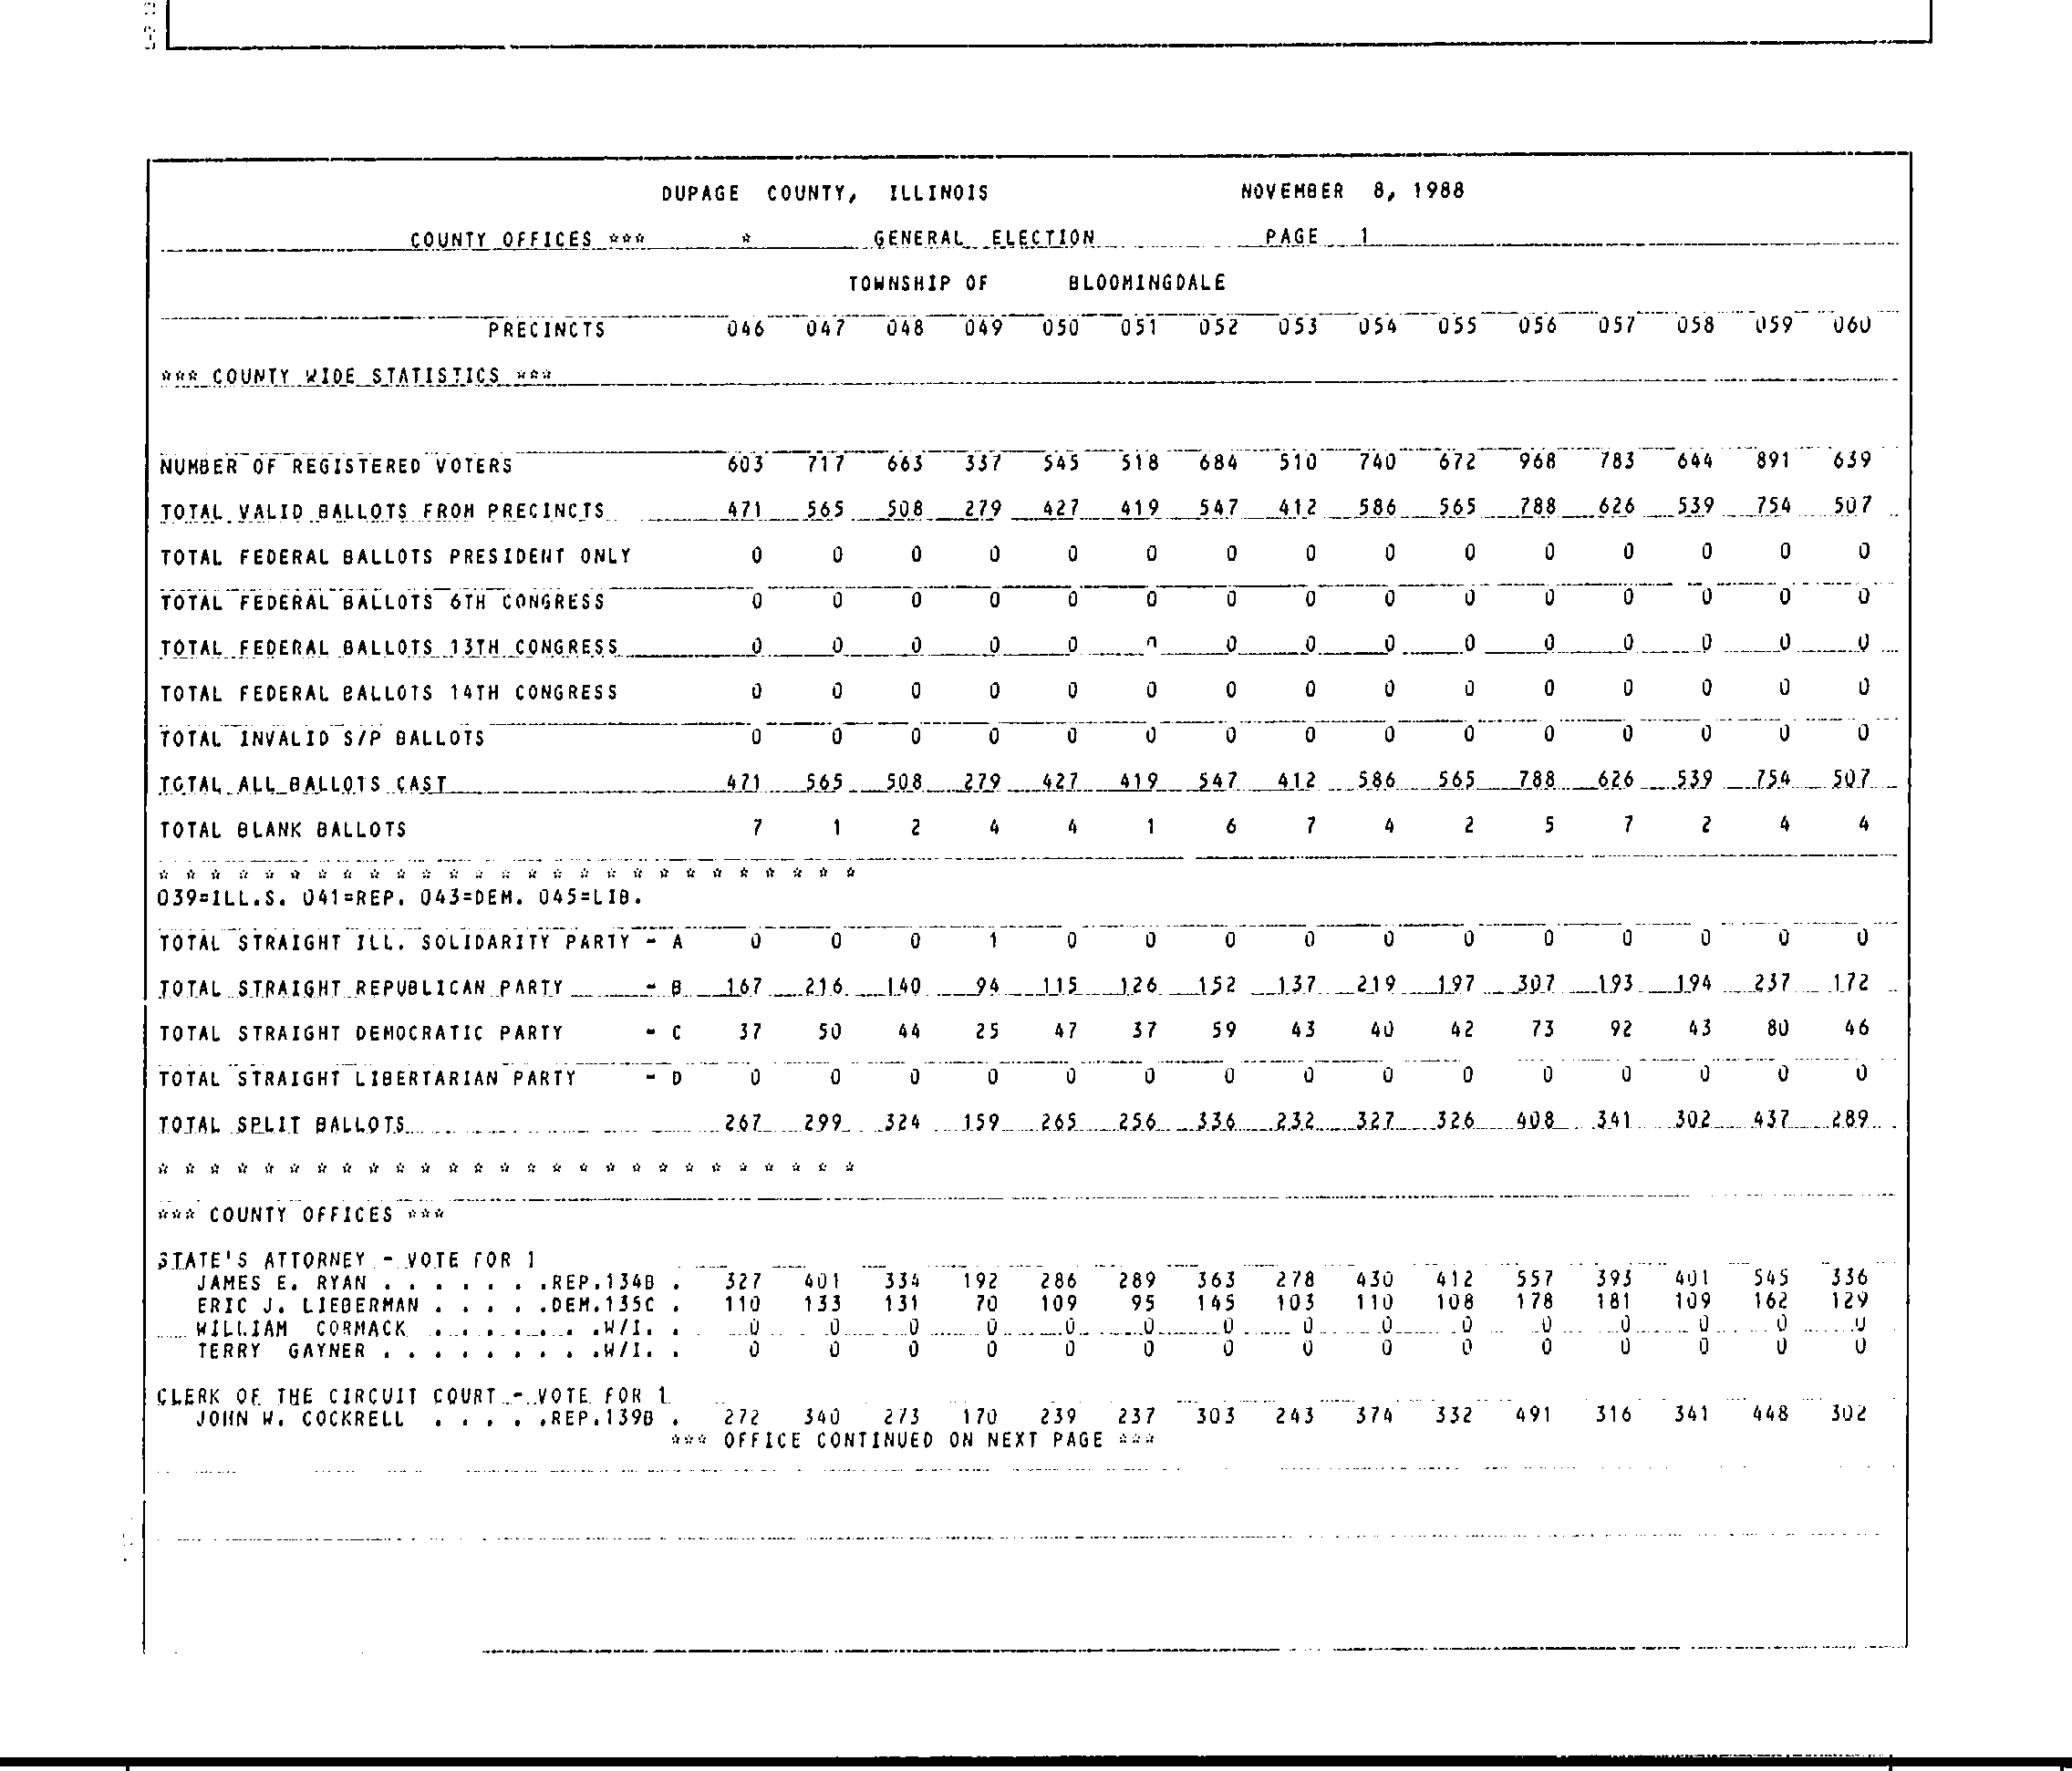 DUPAGE COUNTY, ILLINOIS NOVEMBER 8, 1988
COUNTY OFFICES *** * GENERAL ELECTION PAGE 1
TOWNSHIP OF BLOOMINGDALE
PRECINCTS 046 047 048 049 050 051 052 053 054 055 056 057 058 059 060
*** COUNTY WIDE STATISTICS ***
NUMBER OF REGISTERED VOTERS 603 717 663 337 545 518 684 510 740 672 968 783 644 891 639
TOTAL VALID BALLOTS FROM PRECINCTS 471 565 508 279 427 419 547 412 586 565 788 626 539 754 507
TOTAL FEDERAL BALLOTS PRESIDENT ONLY 0 0 0 0 0 0 0 0 0 0 0 0 0 0 0
TOTAL FEDERAL BALLOTS 6TH CONGRESS 0 0 0 0 0 0 0 0 0 0 0 0 0 0 0
TOTAL FEDERAL BALLOTS 13TH CONGRESS 0 0 0 0 0 0 0 0 0 0 0 0 0 0 0
TOTAL FEDERAL BALLOTS 14TH CONGRESS 0 0 0 0 0 0 0 0 0 0 0 0 0 0 0
TOTAL INVALID S/P BALLOTS 0 0 0 0 0 0 0 0 0 0 0 0 0 0 0
TOTAL ALL BALLOTS CAST 471 565 508 279 427 419 547 412 586 565 788 626 539 754 507
TOTAL BLANK BALLOTS 7 1 2 4 4 1 6 7 4 2 5 7 2 4 4
* * * * * * * * * * * * * * * * * * * * * * * * * * *
039=ILL.S. 041=REP. 043=DEM. 045=LIB.
TOTAL STRAIGHT ILL. SOLIDARITY PARTY - A 0 0 0 1 0 0 0 0 0 0 0 0 0 0 0
TOTAL STRAIGHT REPUBLICAN PARTY - B 167 216 140 94 115 126 152 137 219 197 307 193 194 237 172
TOTAL STRAIGHT DEMOCRATIC PARTY - C 37 50 44 25 47 37 59 43 40 42 73 92 43 80 46
TOTAL STRAIGHT LIBERTARIAN PARTY - D 0 0 0 0 0 0 0 0 0 0 0 0 0 0 0
TOTAL SPLIT BALLOTS 267 299 324 159 265 256 336 232 327 326 408 341 302 437 289
* * * * * * * * * * * * * * * * * * * * * * * * * * *
*** COUNTY OFFICES ***
STATE'S ATTORNEY - VOTE FOR 1
JAMES E. RYAN . . . . . . .REP.134B . 327 401 334 192 286 289 363 278 430 412 557 393 401 545 336
ERIC J. LIEBERMAN . . . . .DEM.135C . 110 133 131 70 109 95 145 103 110 108 178 181 109 162 129
WILLIAM CORMACK . . . . . . .W/I. . 0 0 0 0 0 0 0 0 0 0 0 0 0 0 0
TERRY GAYNER . . . . . . . . .W/I. . 0 0 0 0 0 0 0 0 0 0 0 0 0 0 0
CLERK OF THE CIRCUIT COURT - VOTE FOR 1
JOHN W. COCKRELL . . . . .REP.139B . 272 340 273 170 239 237 303 243 374 332 491 316 341 448 302
*** OFFICE CONTINUED ON NEXT PAGE ***